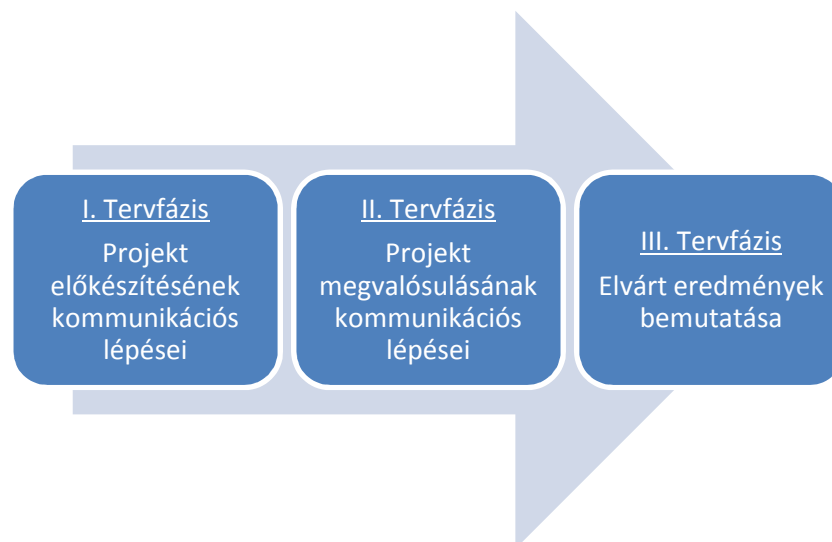 I. Tervfázis
Projekt
előkészítésének
kommunikációs
lépései
II. Tervfázis
Projekt
megvalósulásának
kommunikációs
lépései
III. Tervfázis
Elvárt eredmények
bemutatása